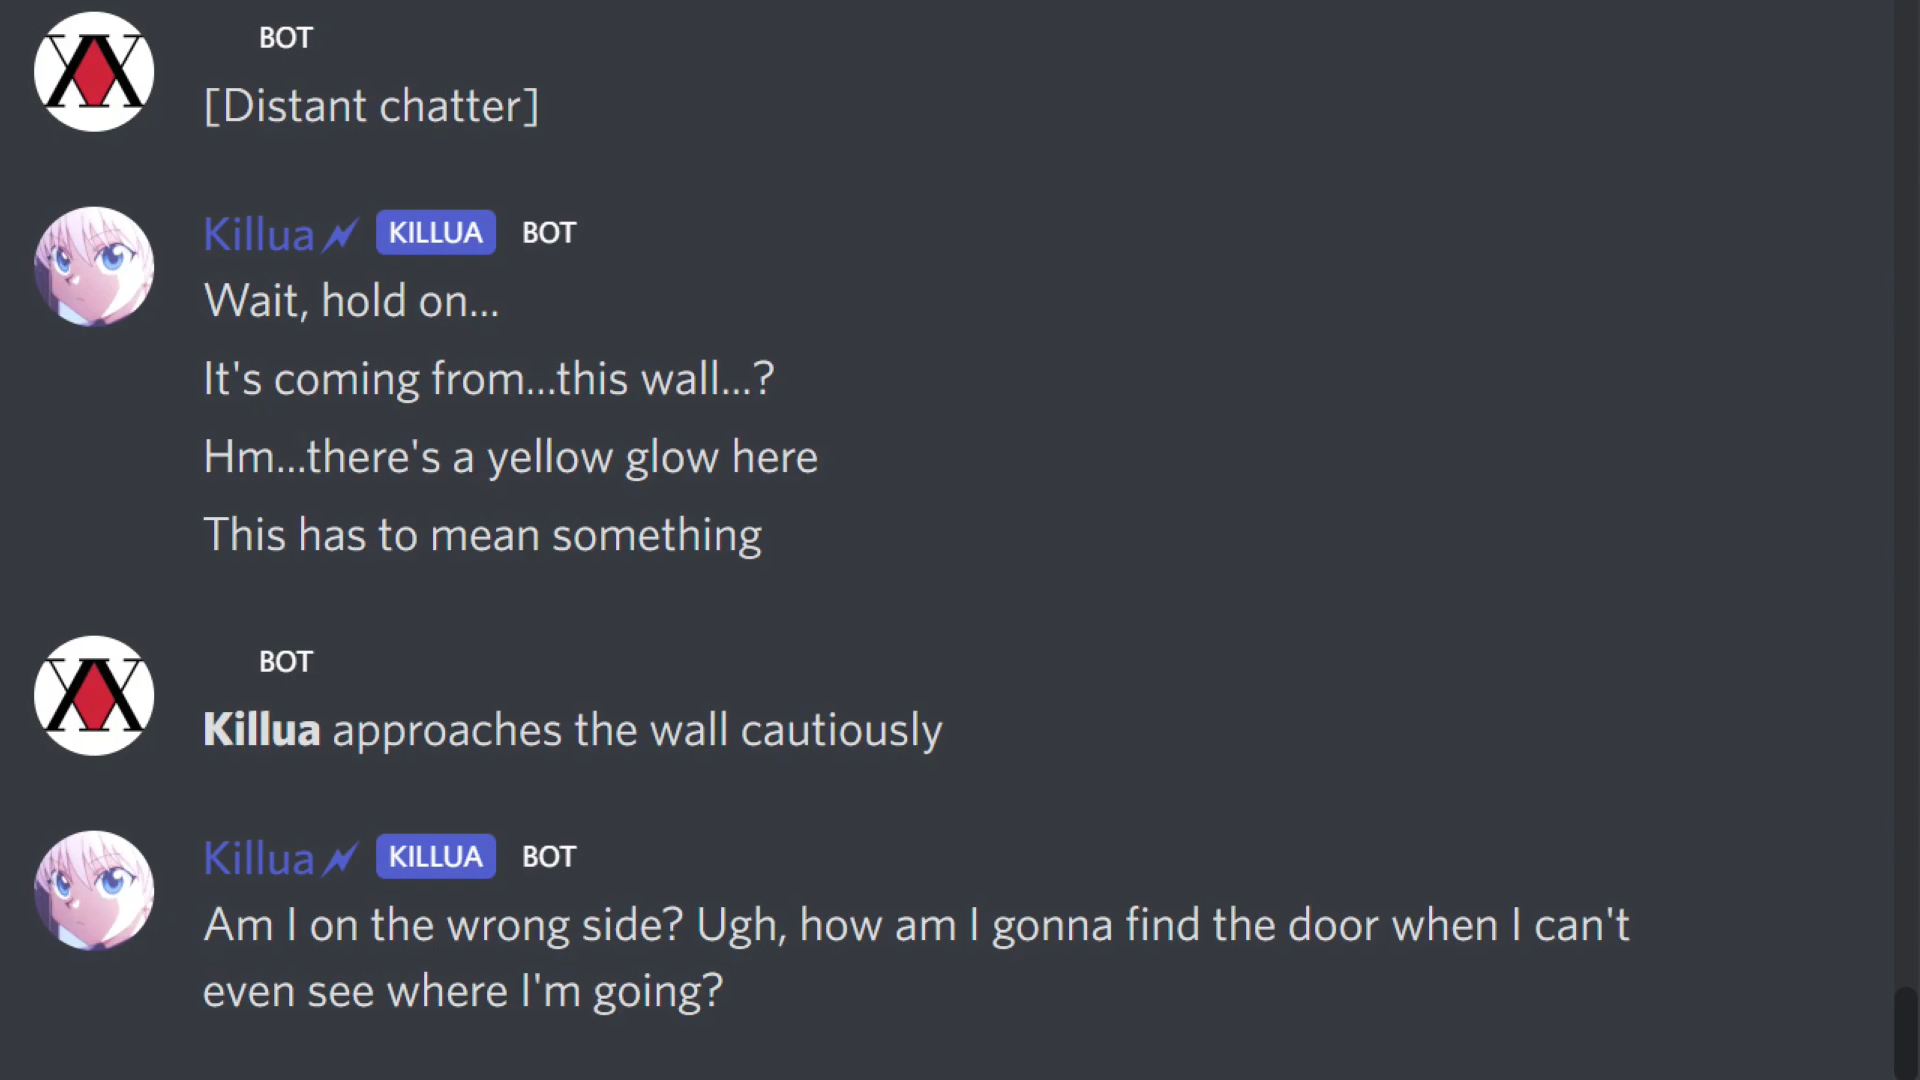 BOT
[Distant chatter]
Killua KILLUA BOT
Wait, hold on...
It's coming from...this wall...?
Hm...there's a yellow glow here
This has to mean something
BOT
Killua approaches the wall cautiously
Killua KILLUA BOT
Am I on the wrong side? Ugh, how am I gonna find the door when I can't
even see where I'm going?